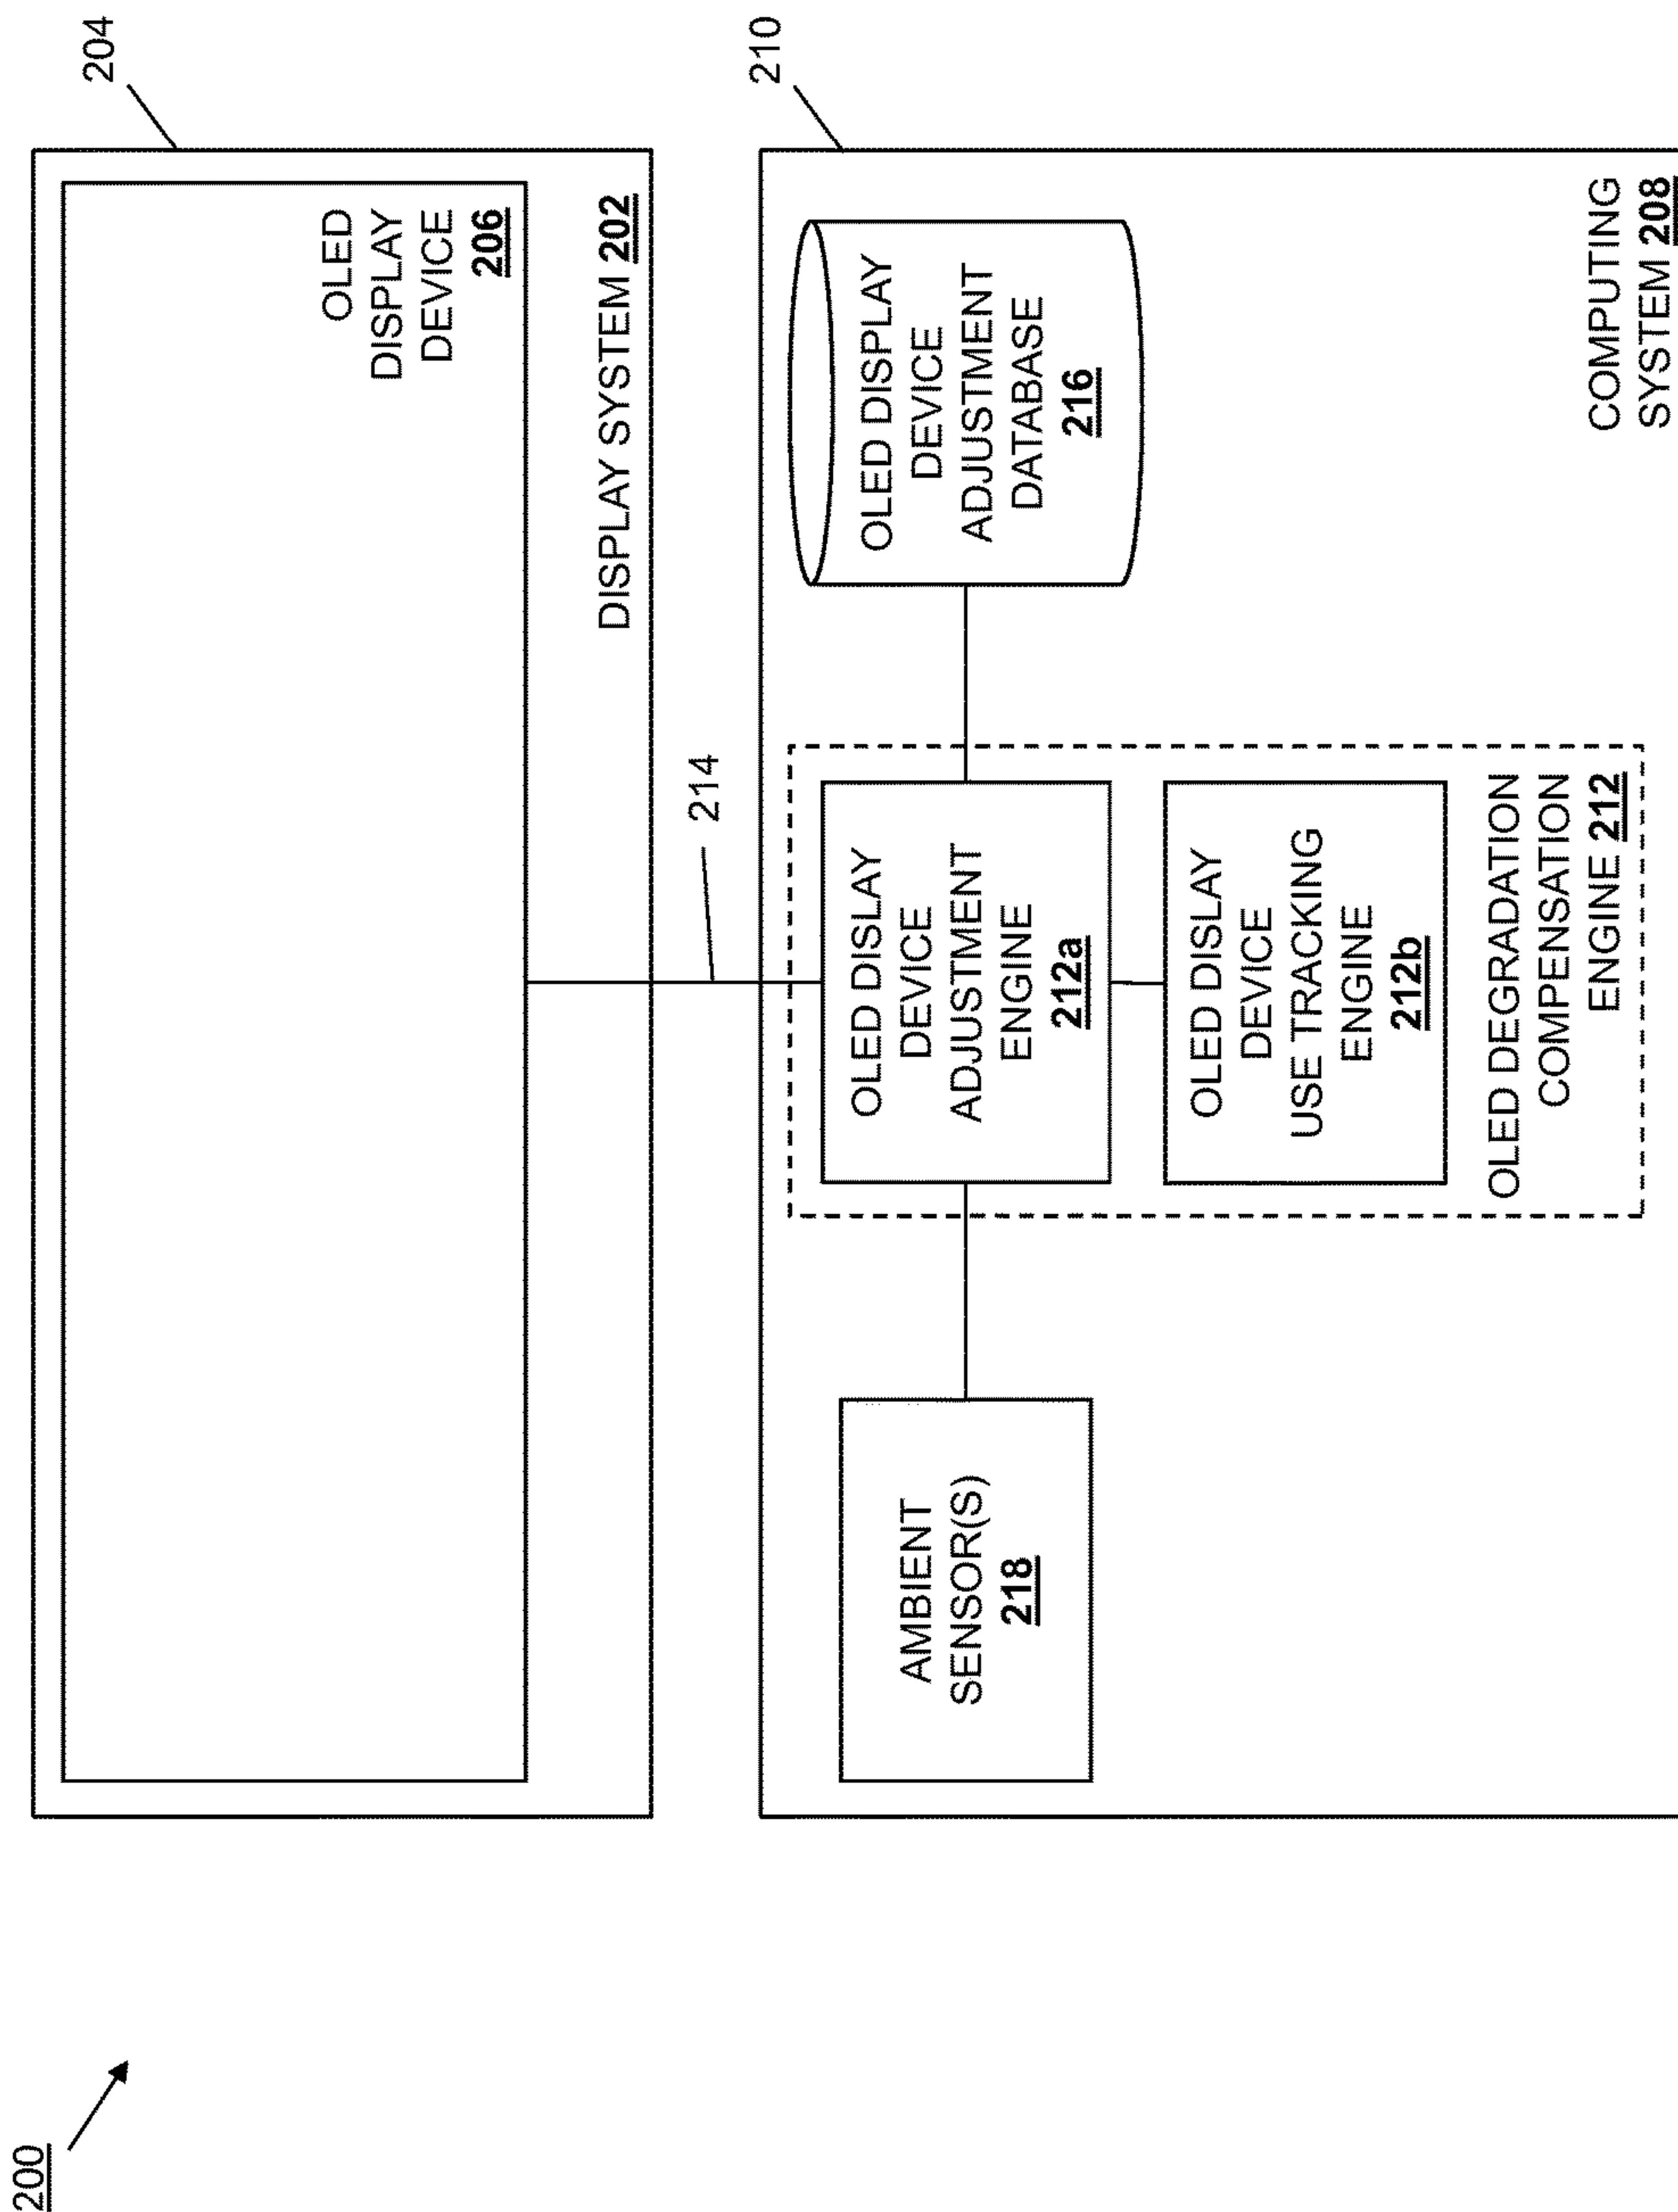 200
204
OLED
DISPLAY
DEVICE
206
DISPLAY SYSTEM 202
214
210
AMBIENT
SENSOR(S)
218
OLED DISPLAY
DEVICE
ADJUSTMENT
ENGINE
212a
OLED DISPLAY
DEVICE
ADJUSTMENT
DATABASE
216
OLED DISPLAY
DEVICE
USE TRACKING
ENGINE
212b
OLED DEGRADATION
COMPENSATION
ENGINE 212
COMPUTING
SYSTEM 208